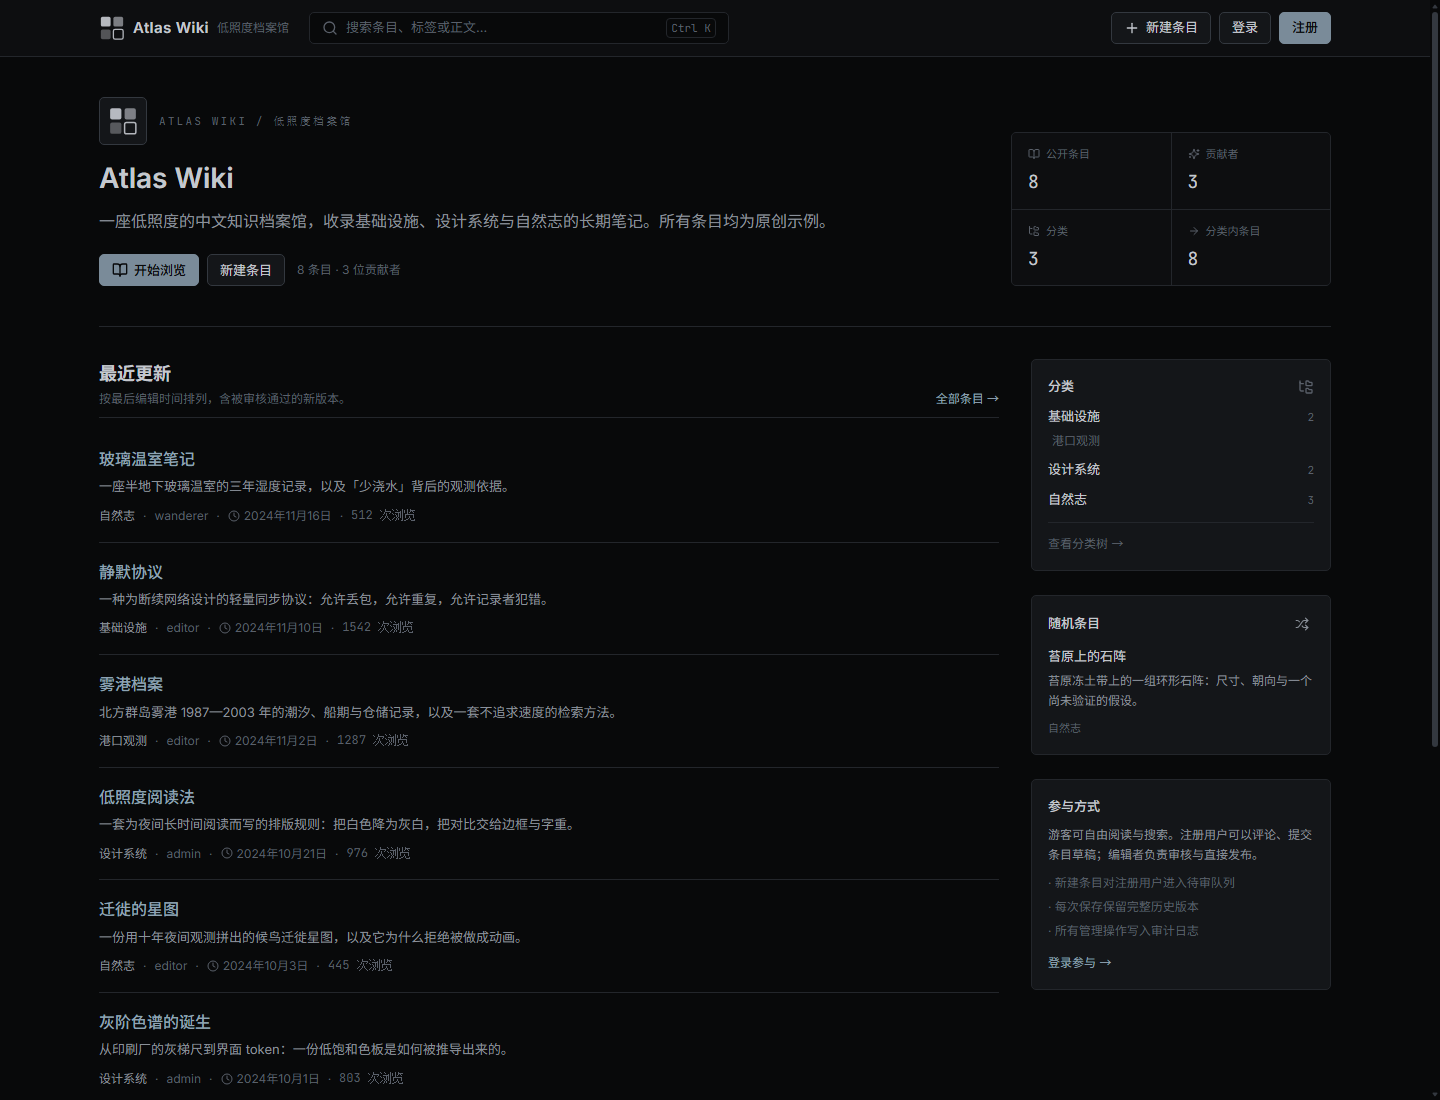 Atlas Wiki 低照度档案馆
搜索条目、标签或正文...
Ctrl K
新建条目
登录
注册
ATLAS WIKI / 低照度档案馆
Atlas Wiki
一座低照度的中文知识档案馆，收录基础设施、设计系统与自然志的长期笔记。所有条目均为原创示例。
开始浏览
新建条目
8 条目 · 3 位贡献者
公开条目
8
贡献者
3
分类
3
分类内条目
8
最近更新
按最后编辑时间排列，含被审核通过的新版本。
全部条目 →
玻璃温室笔记
一座半地下玻璃温室的三年湿度记录，以及「少浇水」背后的观测依据。
自然志 · wanderer · 2024年11月16日 · 512 次浏览
静默协议
一种为断续网络设计的轻量同步协议：允许丢包，允许重复，允许记录者犯错。
基础设施 · editor · 2024年11月10日 · 1542 次浏览
雾港档案
北方群岛雾港 1987—2003 年的潮汐、船期与仓储记录，以及一套不追求速度的检索方法。
港口观测 · editor · 2024年11月2日 · 1287 次浏览
低照度阅读法
一套为夜间长时间阅读而写的排版规则：把白色降为灰白，把对比交给边框与字重。
设计系统 · admin · 2024年10月21日 · 976 次浏览
迁徙的星图
一份用十年夜间观测拼出的候鸟迁徙星图，以及它为什么拒绝被做成动画。
自然志 · editor · 2024年10月3日 · 445 次浏览
灰阶色谱的诞生
从印刷厂的灰梯尺到界面 token：一份低饱和色板是如何被推导出来的。
设计系统 · admin · 2024年10月1日 · 803 次浏览
分类
基础设施 2
港口观测
设计系统 2
自然志 3
查看分类树 →
随机条目
苔原上的石阵
苔原冻土带上的一组环形石阵：尺寸、朝向与一个
尚未验证的假设。
自然志
参与方式
游客可自由阅读与搜索。注册用户可以评论、提交
条目草稿；编辑者负责审核与直接发布。
· 新建条目对注册用户进入待审队列
· 每次保存保留完整历史版本
· 所有管理操作写入审计日志
登录参与 →